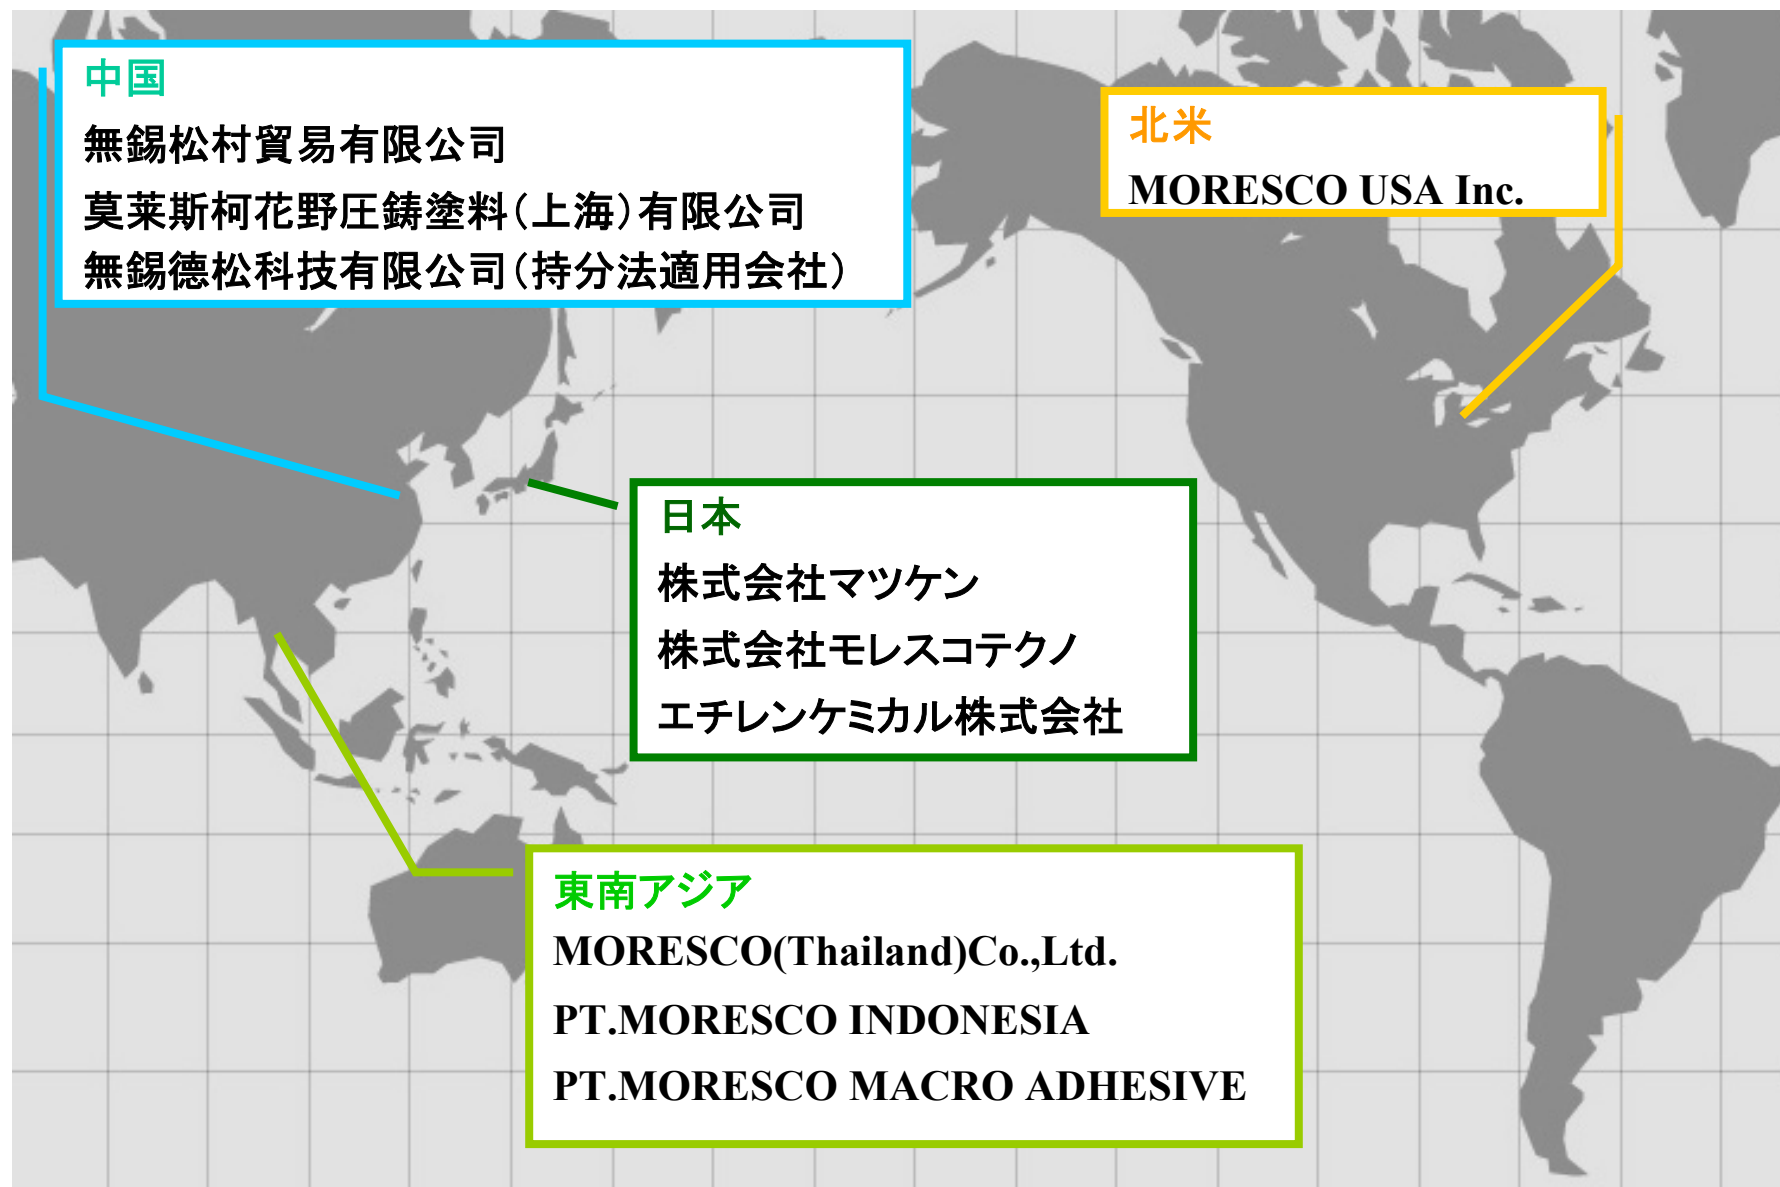 中国
無錫松村貿易有限公司
莫莱斯柯花野圧鋳塗料（上海）有限公司
無錫德松科技有限公司（持分法適用会社）
北米
MORESCO USA Inc.
日本
株式会社マツケン
株式会社モレスコテクノ
エチレンケミカル株式会社
東南アジア
MORESCO(Thailand)Co.,Ltd.
PT.MORESCO INDONESIA
PT.MORESCO MACRO ADHESIVE